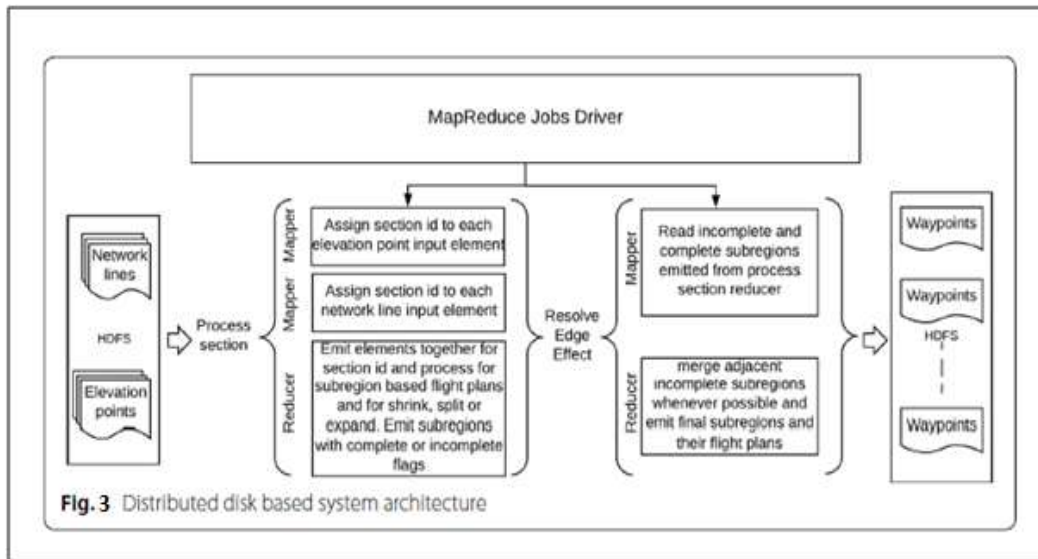 MapReduce Jobs Driver
Network
lines
HDFS
Elevation
points
Process
section
Mapper
Assign section id to each
elevation point input element
Mapper
Assign section id to each
network line input element
Reducer
Emit elements together for
section id and process for
subregion based flight plans
and for shrink, split or
expand. Emit subregions
with complete or incomplete
flags
Resolve
Edge
Effect
Mapper
Read incomplete and
complete subregions
emitted from process
section reducer
Reducer
merge adjacent
incomplete subregions
whenever possible and
emit final subregions and
their flight plans
Waypoints
Waypoints
HDFS
Waypoints
Fig. 3 Distributed disk based system architecture